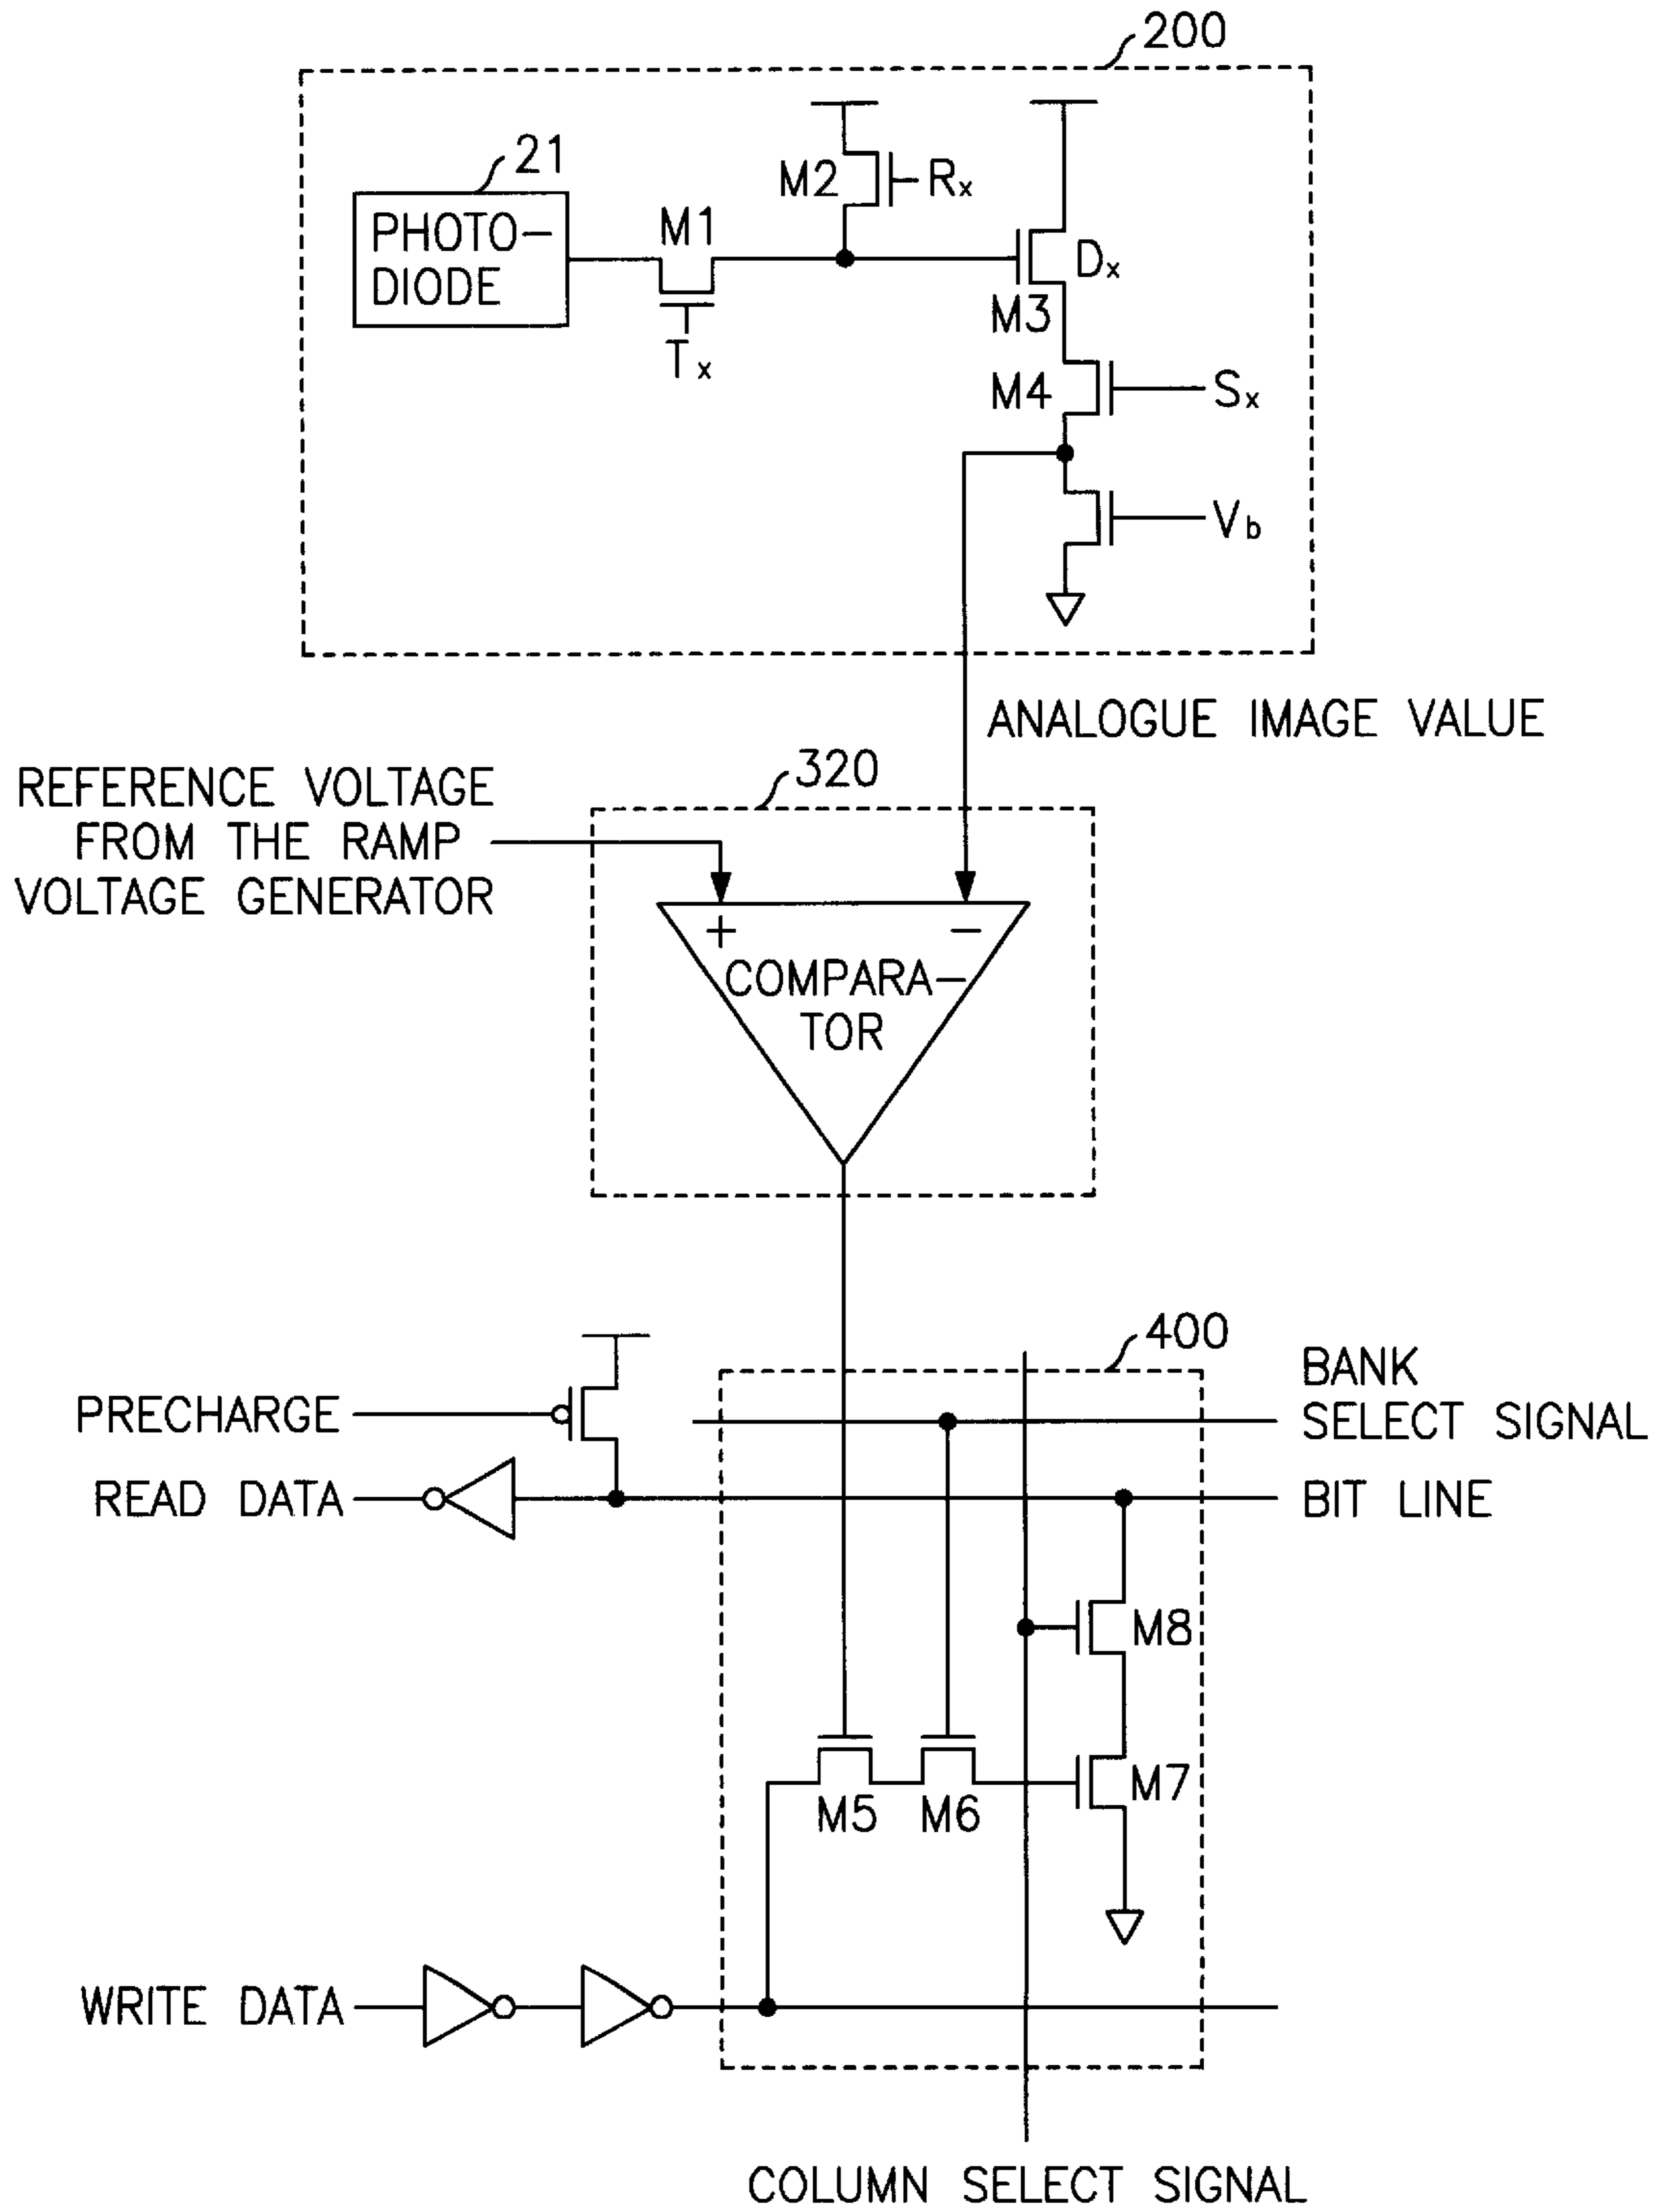 200
21
PHOTO-
DIODE
M1
Tx
M2
Rx
Dx
M3
M4
Sx
Vb
ANALOGUE IMAGE VALUE
REFERENCE VOLTAGE
FROM THE RAMP
VOLTAGE GENERATOR
320
+ -
COMPARA-
TOR
400
PRECHARGE
BANK
SELECT SIGNAL
READ DATA
BIT LINE
M8
M7
M5 M6
WRITE DATA
COLUMN SELECT SIGNAL